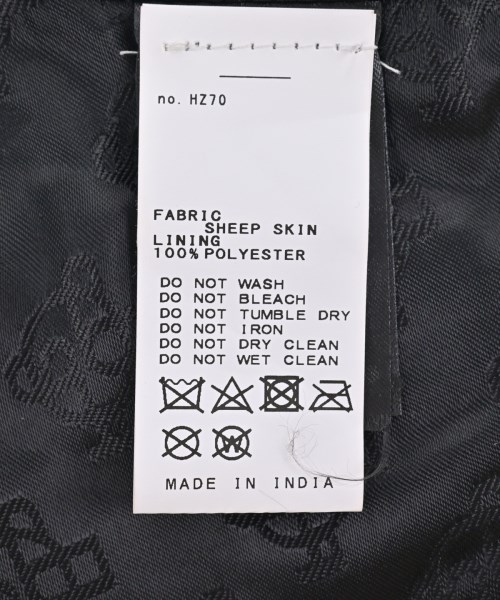 no. HZ70
FABRIC
SHEEP SKIN
LINING
100% POLYESTER
DO NOT WASH
DO NOT BLEACH
DO NOT TUMBLE DRY
DO NOT IRON
DO NOT DRY CLEAN
DO NOT WET CLEAN
W
MADE IN INDIA